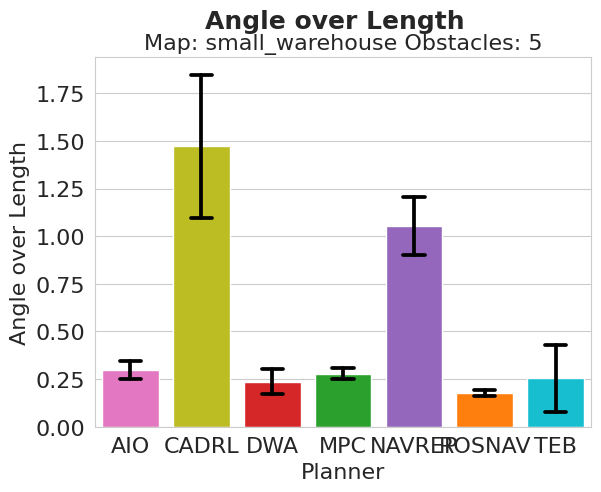 Angle over Length
Map: small_warehouse Obstacles: 5
Angle over Length
1.75
1.50
1.25
1.00
0.75
0.50
0.25
0.00
AIO CADRL DWA MPC NAVREP ROSNAV TEB
Planner